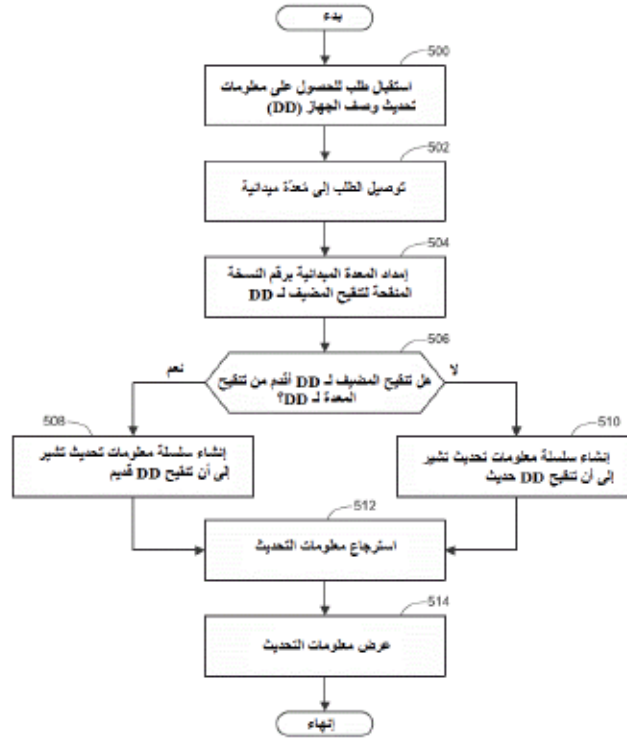 بدء
500
استقبال طلب للحصول على معلومات
تحديث وصف الجهاز (DD)
502
توصيل الطلب إلى مُعدّة ميدانية
504
إمداد المعدة الميدانية برقم النسخة
المنقحة لتنقيح المضيف لـ DD
506
هل تنقيح المضيف لـ DD أقدم من تنقيح
المعدة لـ DD؟
نعم
لا
508
إنشاء سلسلة معلومات تحديث تشير
إلى أن تنقيح DD قديم
510
إنشاء سلسلة معلومات تحديث تشير
إلى أن تنقيح DD حديث
512
استرجاع معلومات التحديث
514
عرض معلومات التحديث
إنهاء